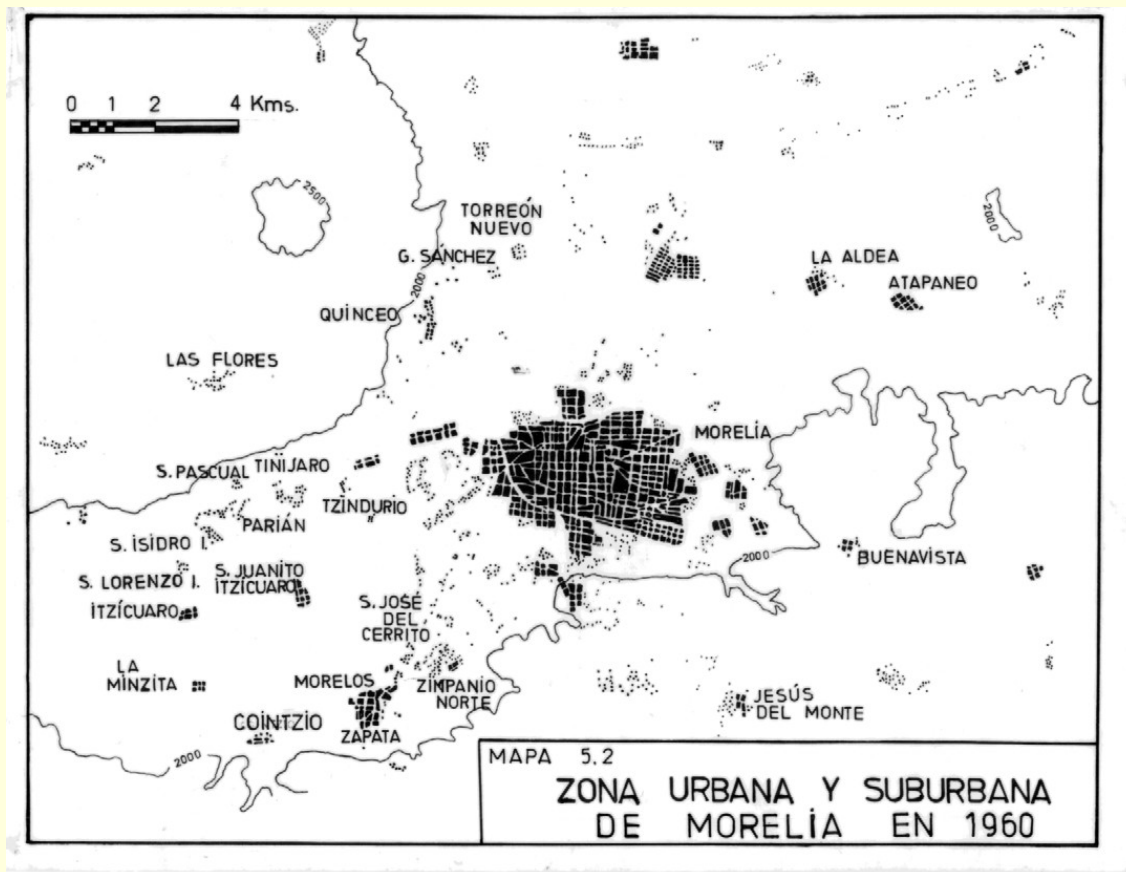 0 1 2 4 Kms.
2500
TORREÓN
NUEVO
2000
G. SÁNCHEZ
LA ALDEA
ATAPANEO
2000
QUINCEO
LAS FLORES
MORELIA
S. PASCUAL
TINIJARO
TZINDURIO
PARIÁN
S. ISIDRO I.
2000
BUENAVISTA
S. LORENZO I.
S. JUANITO
ITZÍCUARO
ITZÍCUARO
S. JOSÉ
DEL
CERRITO
LA
MINZITA
MORELOS
ZIMPANIO
NORTE
JESÚS
DEL MONTE
COINTZIO
ZAPATA
2000
MAPA 5.2
ZONA URBANA Y SUBURBANA
DE MORELIA EN 1960